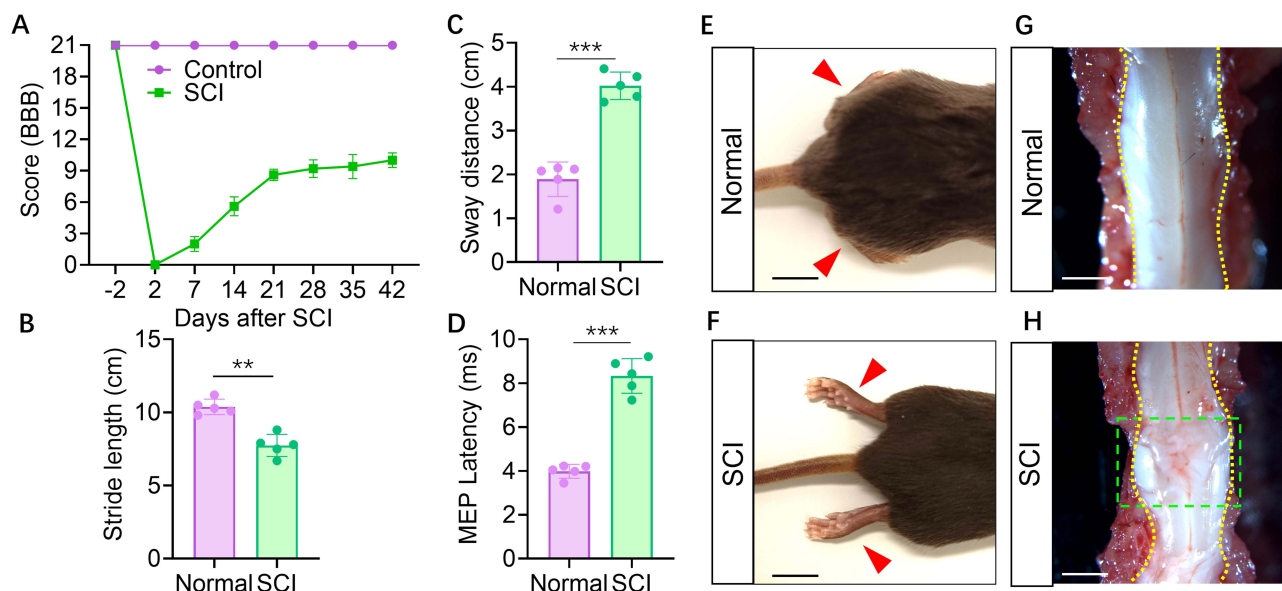 A
Score (BBB)
21
18
15
12
9
6
3
0
Control
SCI
-2 2 7 14 21 28 35 42
Days after SCI
B
Stride length (cm)
15
10
5
0
**
Normal SCI
C
Sway distance (cm)
5
4
3
2
1
0
***
Normal SCI
D
MEP Latency (ms)
10
8
6
4
2
0
***
Normal SCI
E
Normal
F
SCI
G
Normal
H
SCI